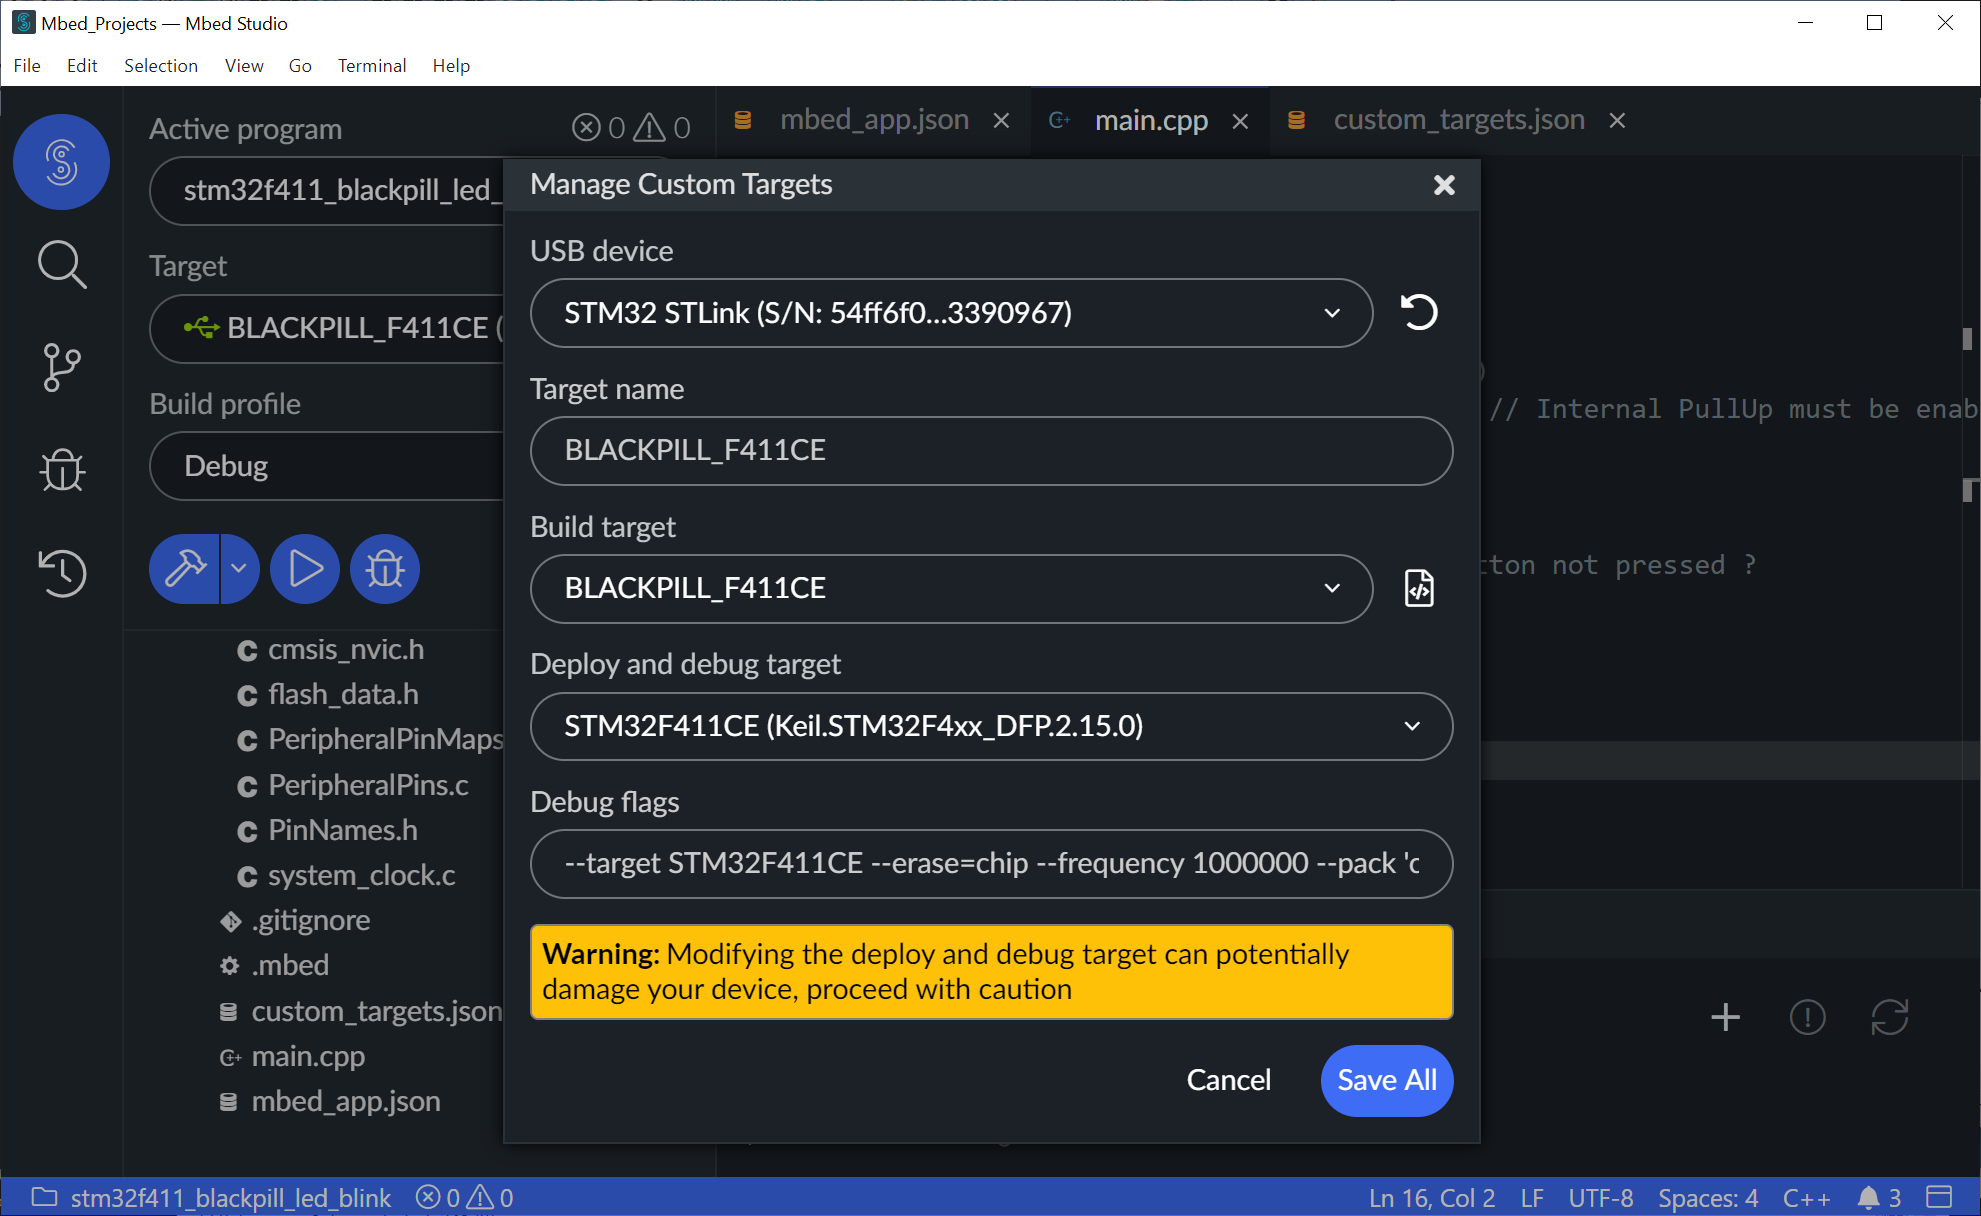 Mbed_Projects — Mbed Studio
File Edit Selection View Go Terminal Help
Active program
0 0
mbed_app.json
main.cpp
custom_targets.json
stm32f411_blackpill_led_
Target
BLACKPILL_F411CE (
Build profile
Debug
cmsis_nvic.h
flash_data.h
PeripheralPinMaps
PeripheralPins.c
PinNames.h
system_clock.c
.gitignore
.mbed
custom_targets.json
main.cpp
mbed_app.json
Manage Custom Targets
USB device
STM32 STLink (S/N: 54ff6f0...3390967)
Target name
BLACKPILL_F411CE
Build target
BLACKPILL_F411CE
Deploy and debug target
STM32F411CE (Keil.STM32F4xx_DFP.2.15.0)
Debug flags
--target STM32F411CE --erase=chip --frequency 1000000 --pack 'c
Warning: Modifying the deploy and debug target can potentially
damage your device, proceed with caution
Cancel
Save All
)
// Internal PullUp must be enab
tton not pressed ?
stm32f411_blackpill_led_blink 0 0
Ln 16, Col 2 LF UTF-8 Spaces: 4 C++ 3